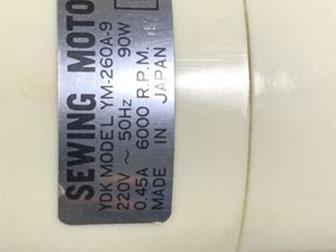 SEWING MOTO
YDK MODEL YM-260A-9
220V ~ 50Hz 90W
0.45A 6000 R.P.M.
MADE IN JAPAN